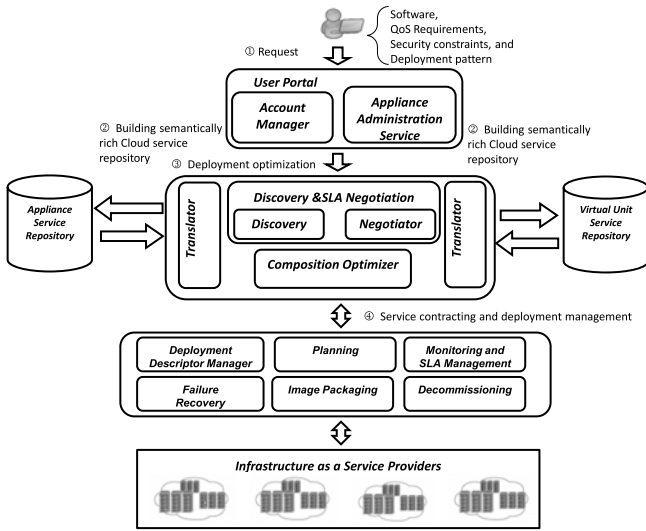 Software,
QoS Requirements,
Security constraints, and
Deployment pattern
① Request
User Portal
Account
Manager
Appliance
Administration
Service
② Building semantically
rich Cloud service
repository
② Building semantically
rich Cloud service
repository
③ Deployment optimization
Appliance
Service
Repository
Translator
Discovery &SLA Negotiation
Discovery
Negotiator
Composition Optimizer
Translator
Virtual Unit
Service
Repository
④ Service contracting and deployment management
Deployment
Descriptor Manager
Planning
Monitoring and
SLA Management
Failure
Recovery
Image Packaging
Decommissioning
Infrastructure as a Service Providers